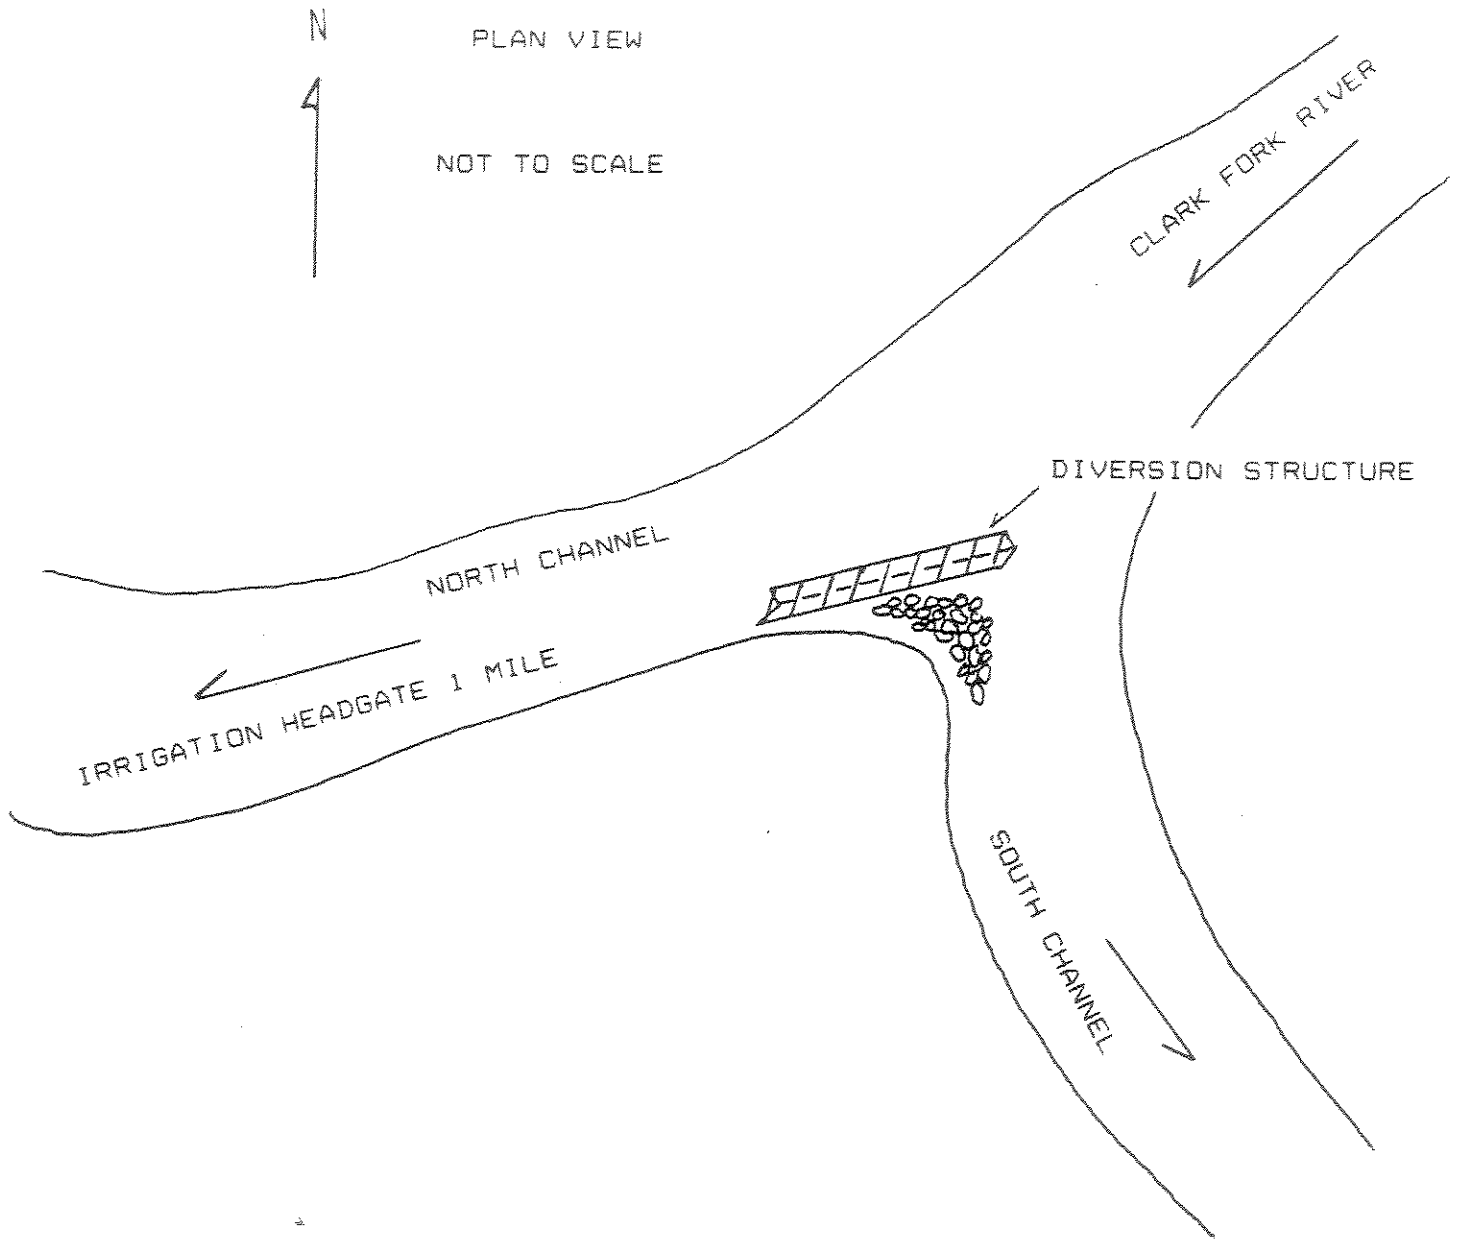 N
PLAN VIEW
NOT TO SCALE
CLARK FORK RIVER
DIVERSION STRUCTURE
NORTH CHANNEL
IRRIGATION HEADGATE 1 MILE
SOUTH CHANNEL